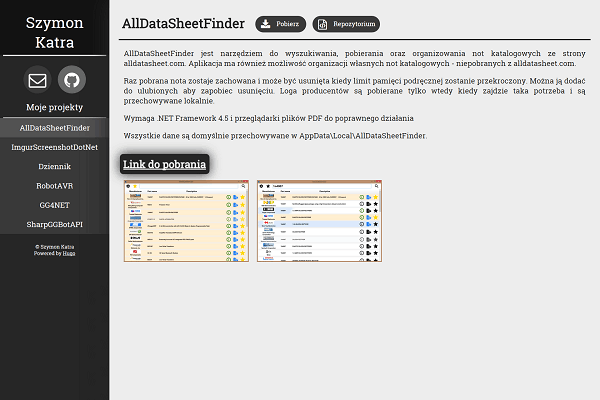 Szymon
Katra
Moje projekty
AllDataSheetFinder
ImgurScreenshotDotNet
Dziennik
RobotAVR
GG4NET
SharpGGBotAPI
© Szymon Katra
Powered by Hugo
AllDataSheetFinder
Pobierz
Repozytorium
AllDataSheetFinder jest narzędziem do wyszukiwania, pobierania oraz organizowania not katalogowych ze strony
alldatasheet.com. Aplikacja ma również możliwość organizacji własnych not katalogowych - niepobranych z alldatasheet.com.
Raz pobrana nota zostaje zachowana i może być usunięta kiedy limit pamięci podręcznej zostanie przekroczony. Można ją dodać
do ulubionych aby zapobiec usunięciu. Loga producentów są pobierane tylko wtedy kiedy zajdzie taka potrzeba i są
przechowywane lokalnie.
Wymaga .NET Framework 4.5 i przeglądarki plików PDF do poprawnego działania
Wszystkie dane są domyślnie przechowywane w AppData\Local\AllDataSheetFinder.
Link do pobrania